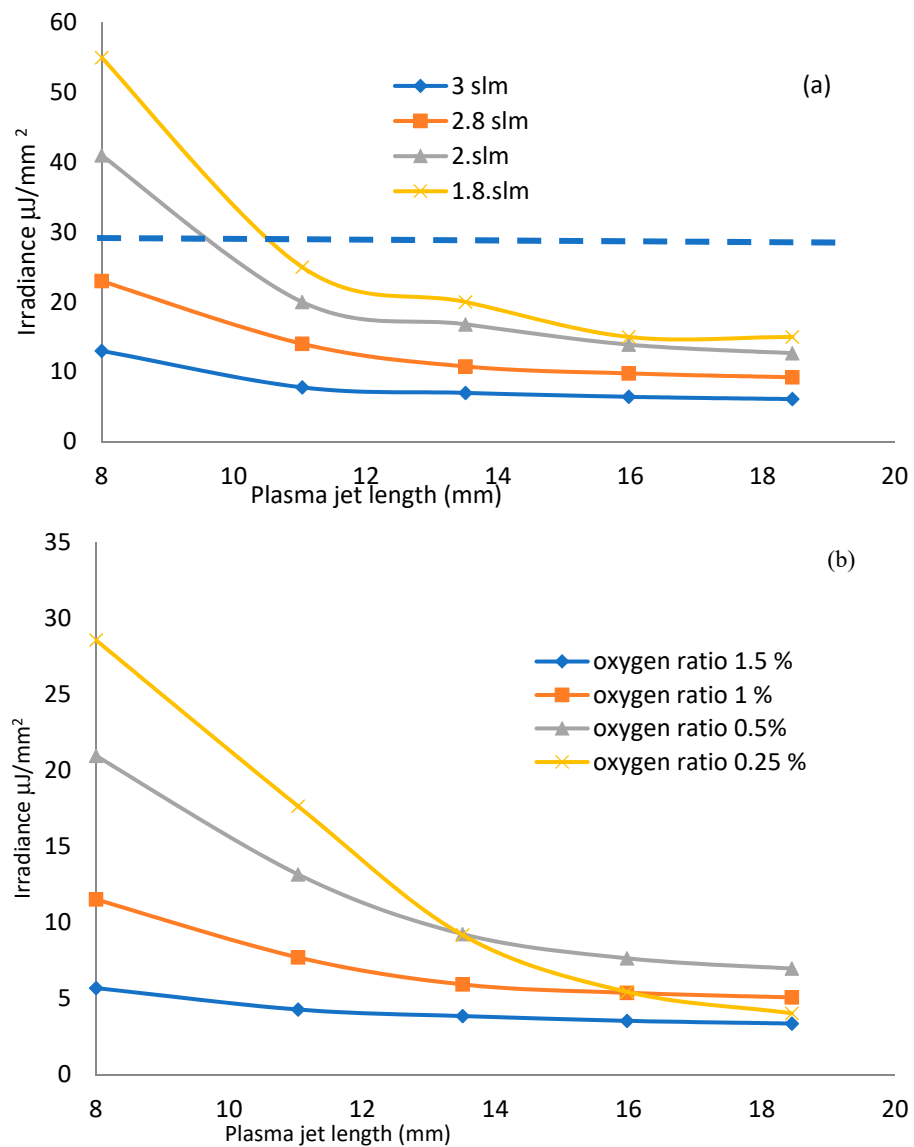 60
50
40
30
20
10
0
Irradiance µJ/mm ²
(a)
3 slm
2.8 slm
2.slm
1.8.slm
8 10 12 14 16 18 20
Plasma jet length (mm)
35
30
25
20
15
10
5
0
Irradiance µJ/mm²
(b)
oxygen ratio 1.5 %
oxygen ratio 1 %
oxygen ratio 0.5%
oxygen ratio 0.25 %
8 10 12 14 16 18 20
Plasma jet length (mm)